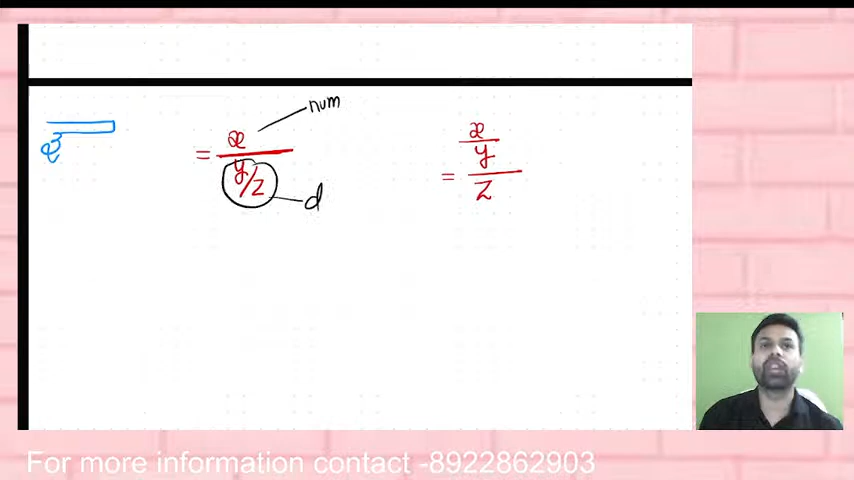 num
= x
y/z
d
x
y
=
z
For more information contact -8922862903